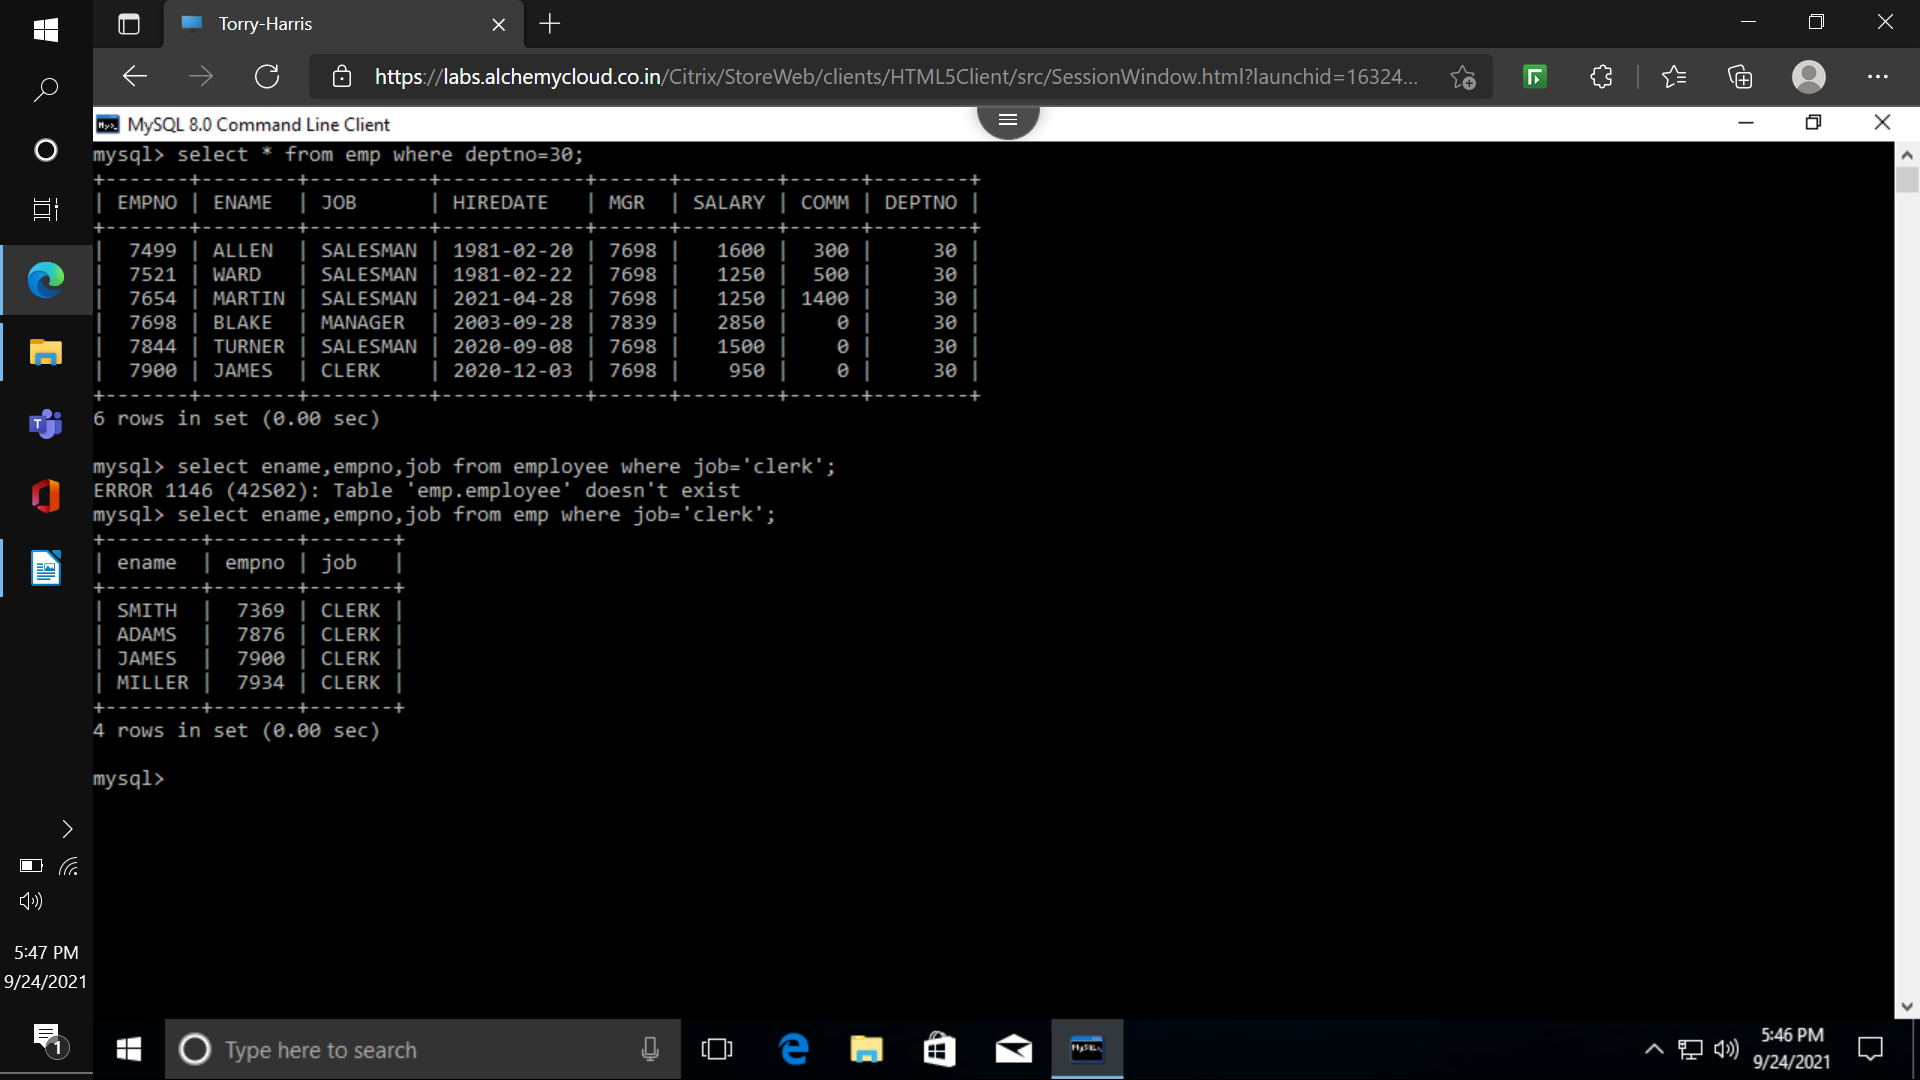 Torry-Harris
https://labs.alchemycloud.co.in/Citrix/StoreWeb/clients/HTML5Client/src/SessionWindow.html?launchid=16324...
MySQL 8.0 Command Line Client
mysql> select * from emp where deptno=30;
+-------+--------+----------+------------+------+--------+------+--------+
| EMPNO | ENAME  | JOB      | HIREDATE   | MGR  | SALARY | COMM | DEPTNO |
+-------+--------+----------+------------+------+--------+------+--------+
|  7499 | ALLEN  | SALESMAN | 1981-02-20 | 7698 |   1600 |  300 |     30 |
|  7521 | WARD   | SALESMAN | 1981-02-22 | 7698 |   1250 |  500 |     30 |
|  7654 | MARTIN | SALESMAN | 2021-04-28 | 7698 |   1250 | 1400 |     30 |
|  7698 | BLAKE  | MANAGER  | 2003-09-28 | 7839 |   2850 |    0 |     30 |
|  7844 | TURNER | SALESMAN | 2020-09-08 | 7698 |   1500 |    0 |     30 |
|  7900 | JAMES  | CLERK    | 2020-12-03 | 7698 |    950 |    0 |     30 |
+-------+--------+----------+------------+------+--------+------+--------+
6 rows in set (0.00 sec)
mysql> select ename,empno,job from employee where job='clerk';
ERROR 1146 (42S02): Table 'emp.employee' doesn't exist
mysql> select ename,empno,job from emp where job='clerk';
+--------+-------+-------+
| ename  | empno | job   |
+--------+-------+-------+
| SMITH  |  7369 | CLERK |
| ADAMS  |  7876 | CLERK |
| JAMES  |  7900 | CLERK |
| MILLER |  7934 | CLERK |
+--------+-------+-------+
4 rows in set (0.00 sec)
mysql>
5:47 PM
9/24/2021
1
Type here to search
5:46 PM
9/24/2021